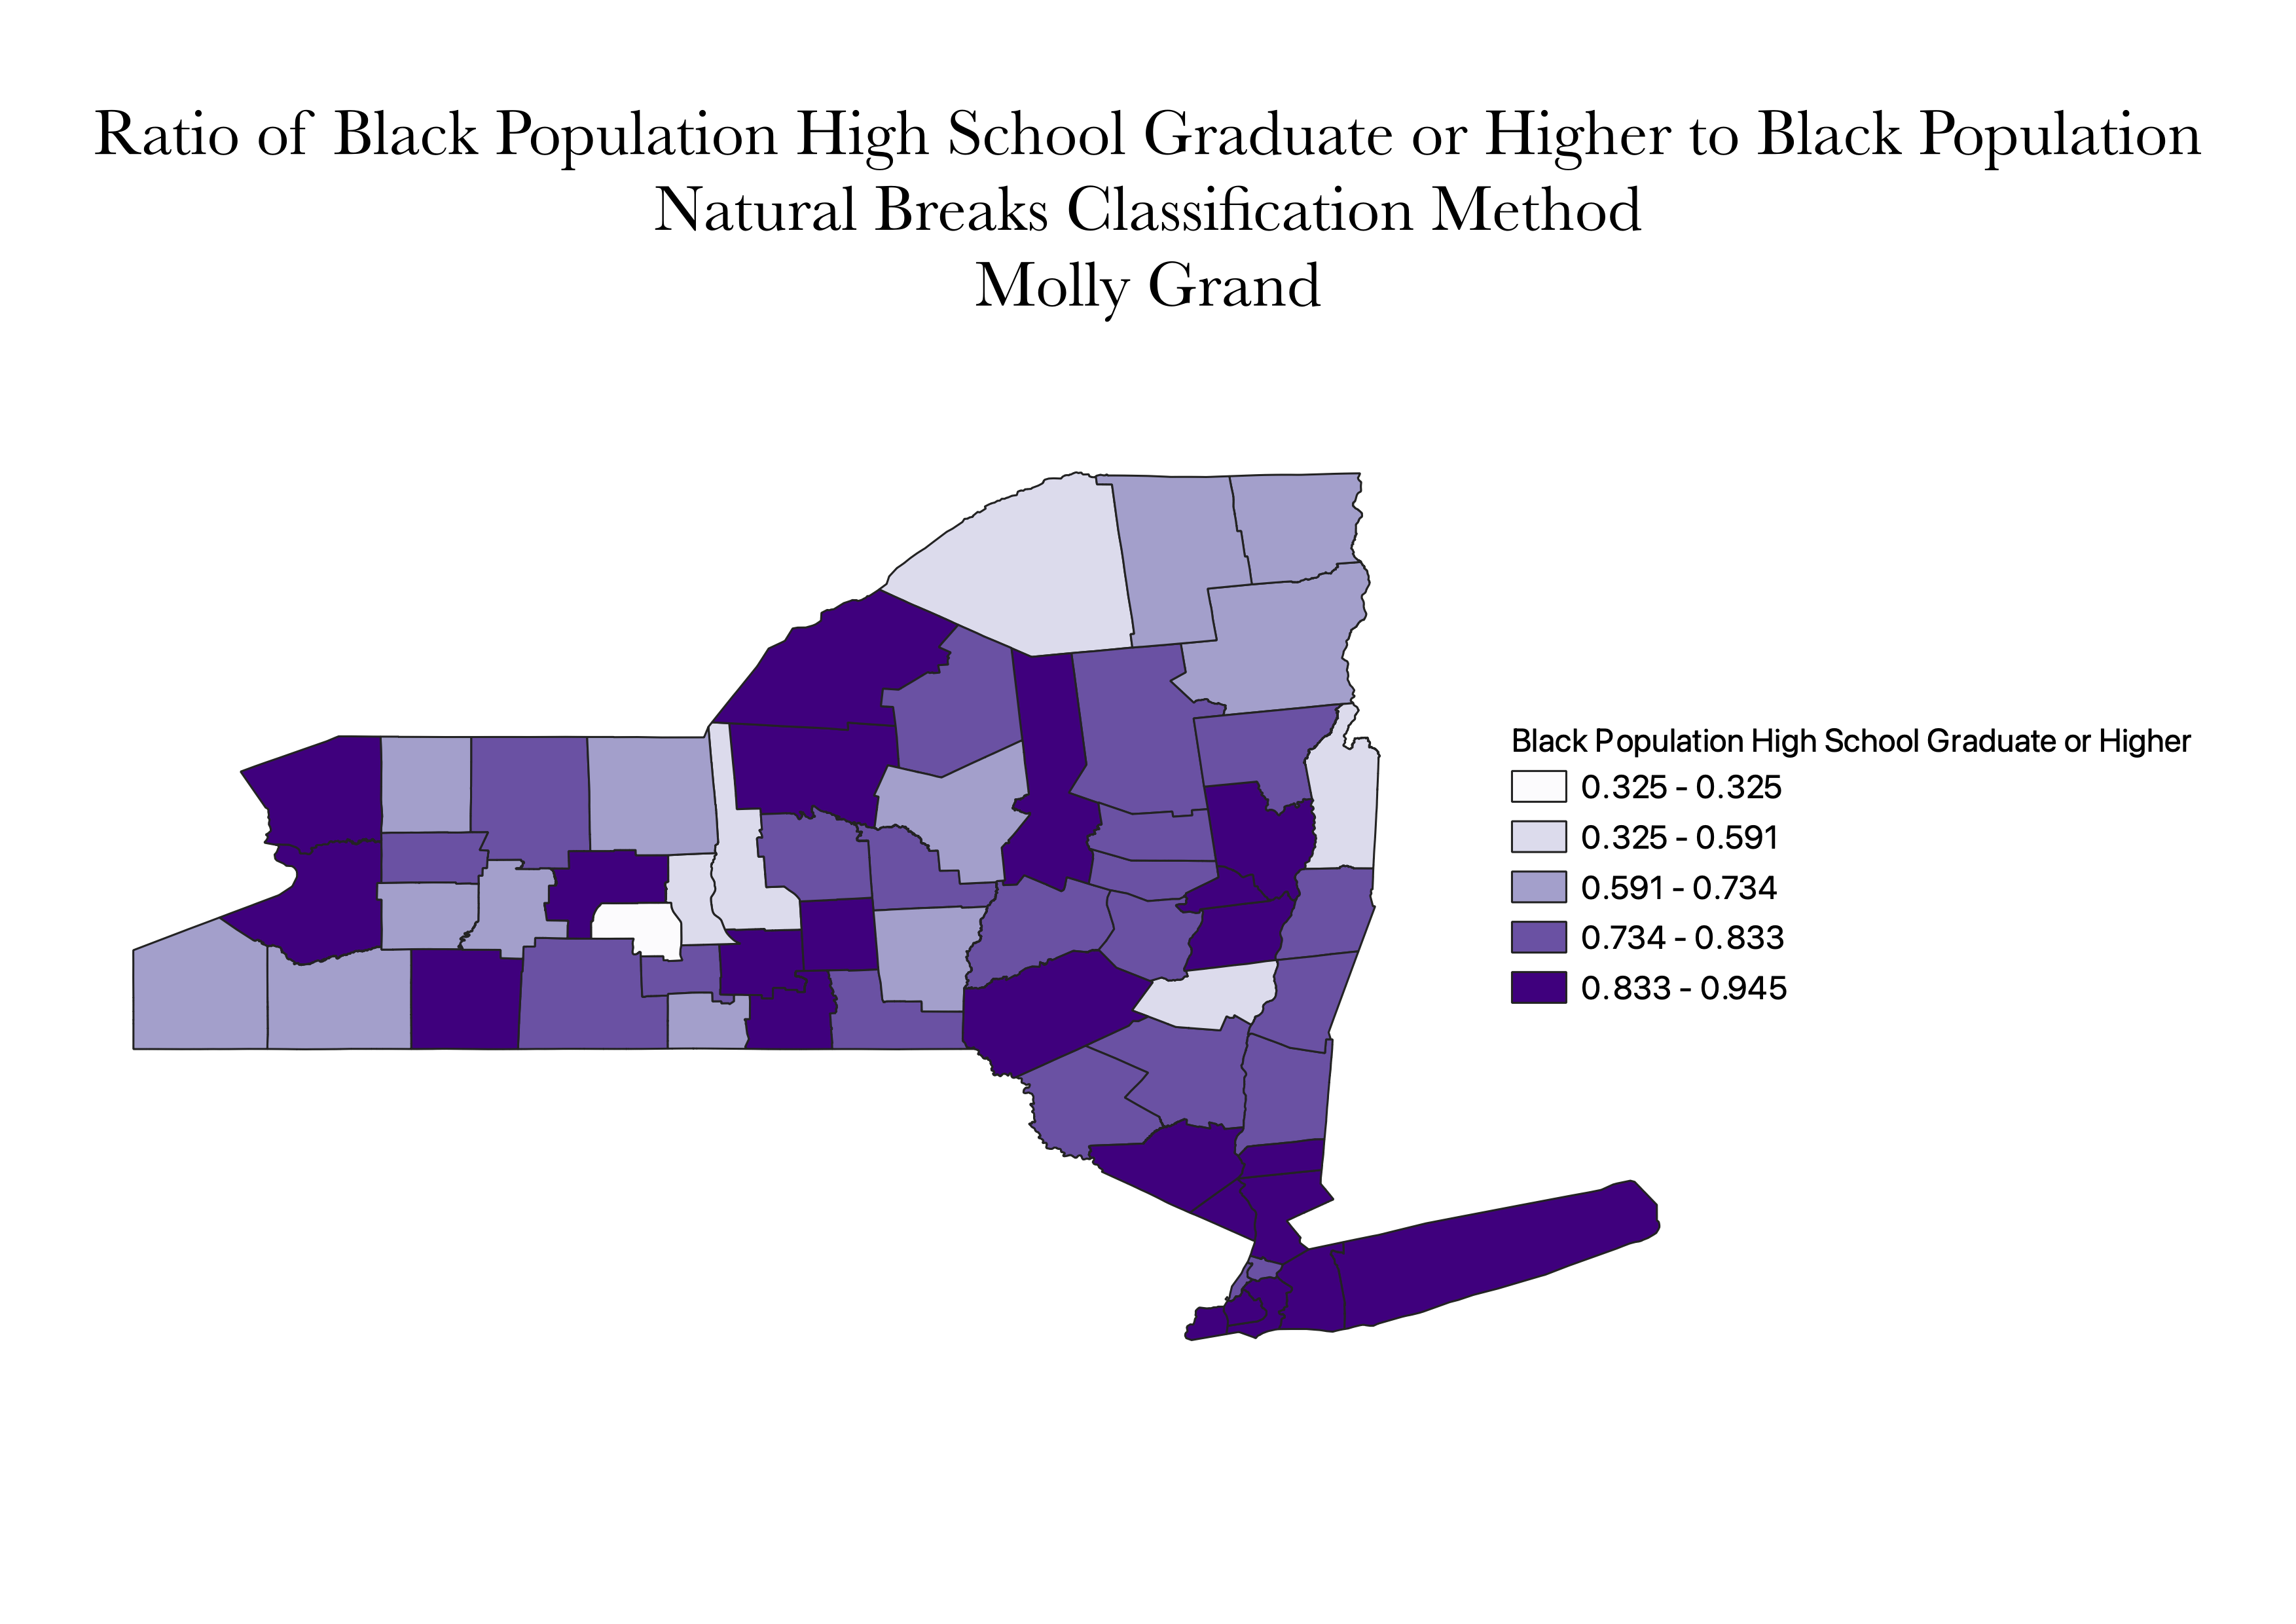 Ratio of Black Population High School Graduate or Higher to Black Population
Natural Breaks Classification Method
Molly Grand
Black Population High School Graduate or Higher
0.325 - 0.325
0.325 - 0.591
0.591 - 0.734
0.734 - 0.833
0.833 - 0.945